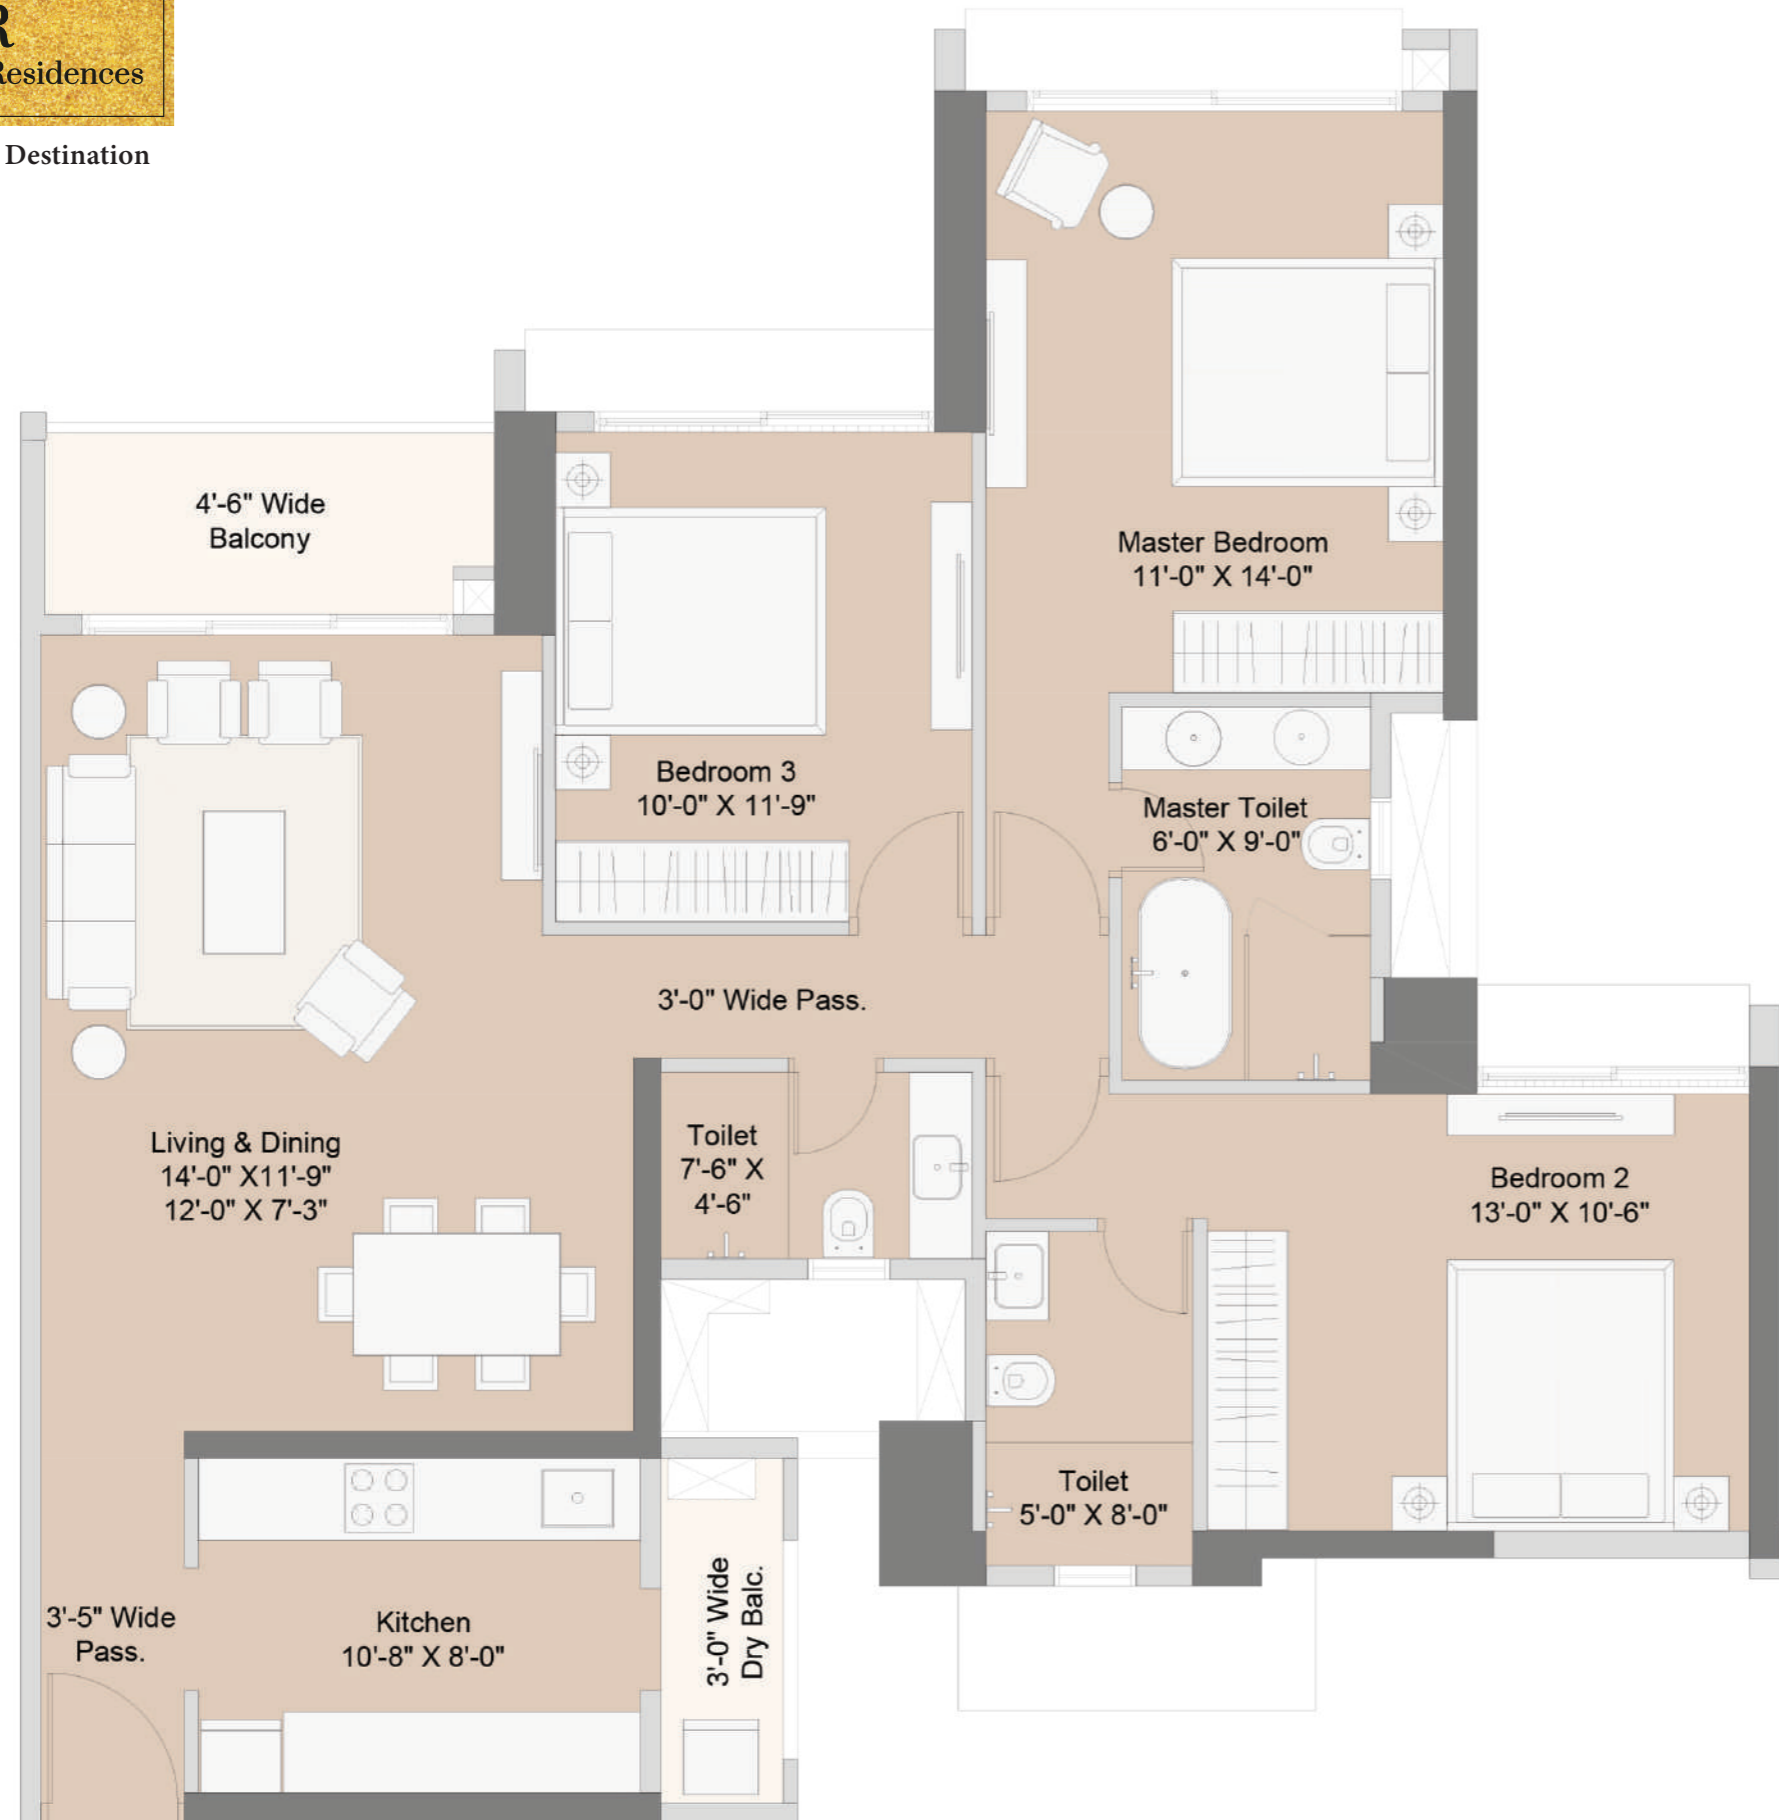 R
Residences
Destination
4'-6" Wide
Balcony
Master Bedroom
11'-0" X 14'-0"
Bedroom 3
10'-0" X 11'-9"
Master Toilet
6'-0" X 9'-0"
3'-0" Wide Pass.
Living & Dining
14'-0" X11'-9"
12'-0" X 7'-3"
Toilet
7'-6" X
4'-6"
Bedroom 2
13'-0" X 10'-6"
Toilet
5'-0" X 8'-0"
3'-5" Wide
Pass.
Kitchen
10'-8" X 8'-0"
3'-0" Wide
Dry Balc.